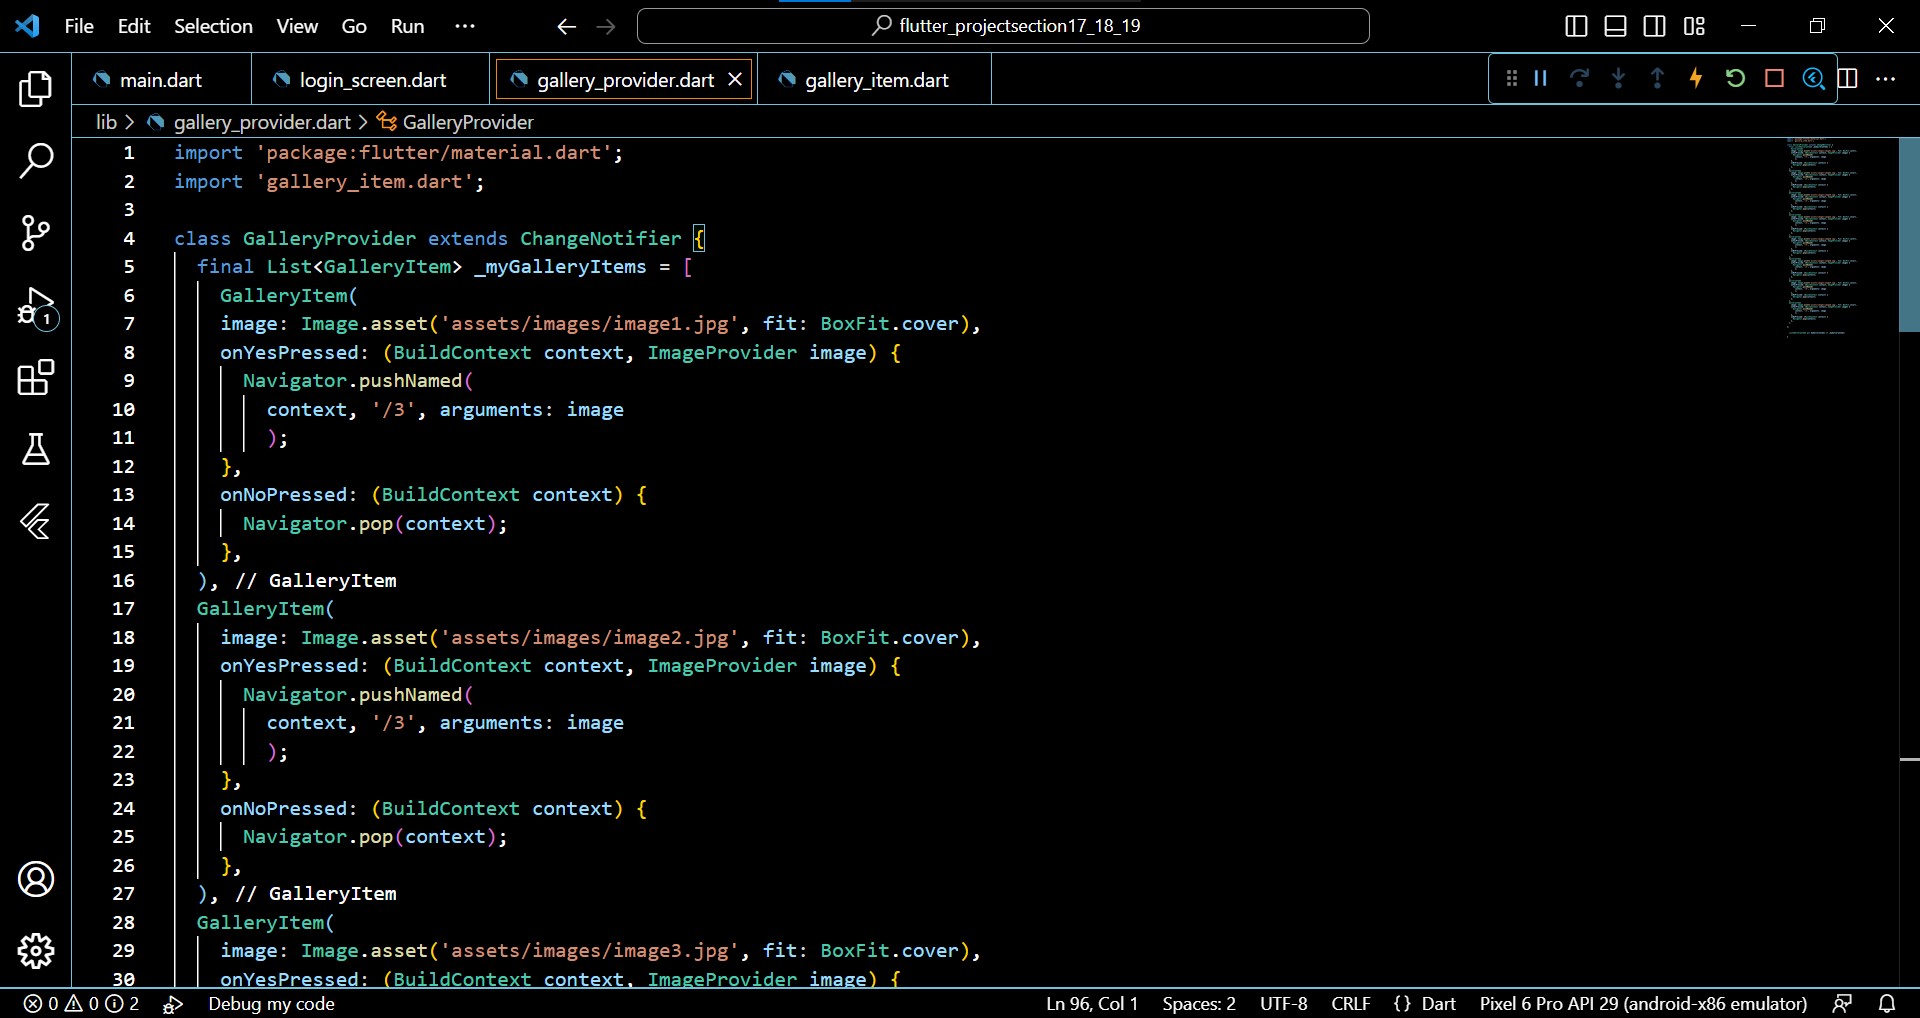 File Edit Selection View Go Run ···
flutter_projectsection17_18_19
main.dart login_screen.dart gallery_provider.dart gallery_item.dart
lib > gallery_provider.dart > GalleryProvider
1 import 'package:flutter/material.dart';
2 import 'gallery_item.dart';
3
4 class GalleryProvider extends ChangeNotifier {
5 final List<GalleryItem> _myGalleryItems = [
6 GalleryItem(
7 image: Image.asset('assets/images/image1.jpg', fit: BoxFit.cover),
8 onYesPressed: (BuildContext context, ImageProvider image) {
9 Navigator.pushNamed(
10 context, '/3', arguments: image
11 );
12 },
13 onNoPressed: (BuildContext context) {
14 Navigator.pop(context);
15 },
16 ), // GalleryItem
17 GalleryItem(
18 image: Image.asset('assets/images/image2.jpg', fit: BoxFit.cover),
19 onYesPressed: (BuildContext context, ImageProvider image) {
20 Navigator.pushNamed(
21 context, '/3', arguments: image
22 );
23 },
24 onNoPressed: (BuildContext context) {
25 Navigator.pop(context);
26 },
27 ), // GalleryItem
28 GalleryItem(
29 image: Image.asset('assets/images/image3.jpg', fit: BoxFit.cover),
30 onYesPressed: (BuildContext context, ImageProvider image) {
1
0 0 2 Debug my code Ln 96, Col 1 Spaces: 2 UTF-8 CRLF {} Dart Pixel 6 Pro API 29 (android-x86 emulator)